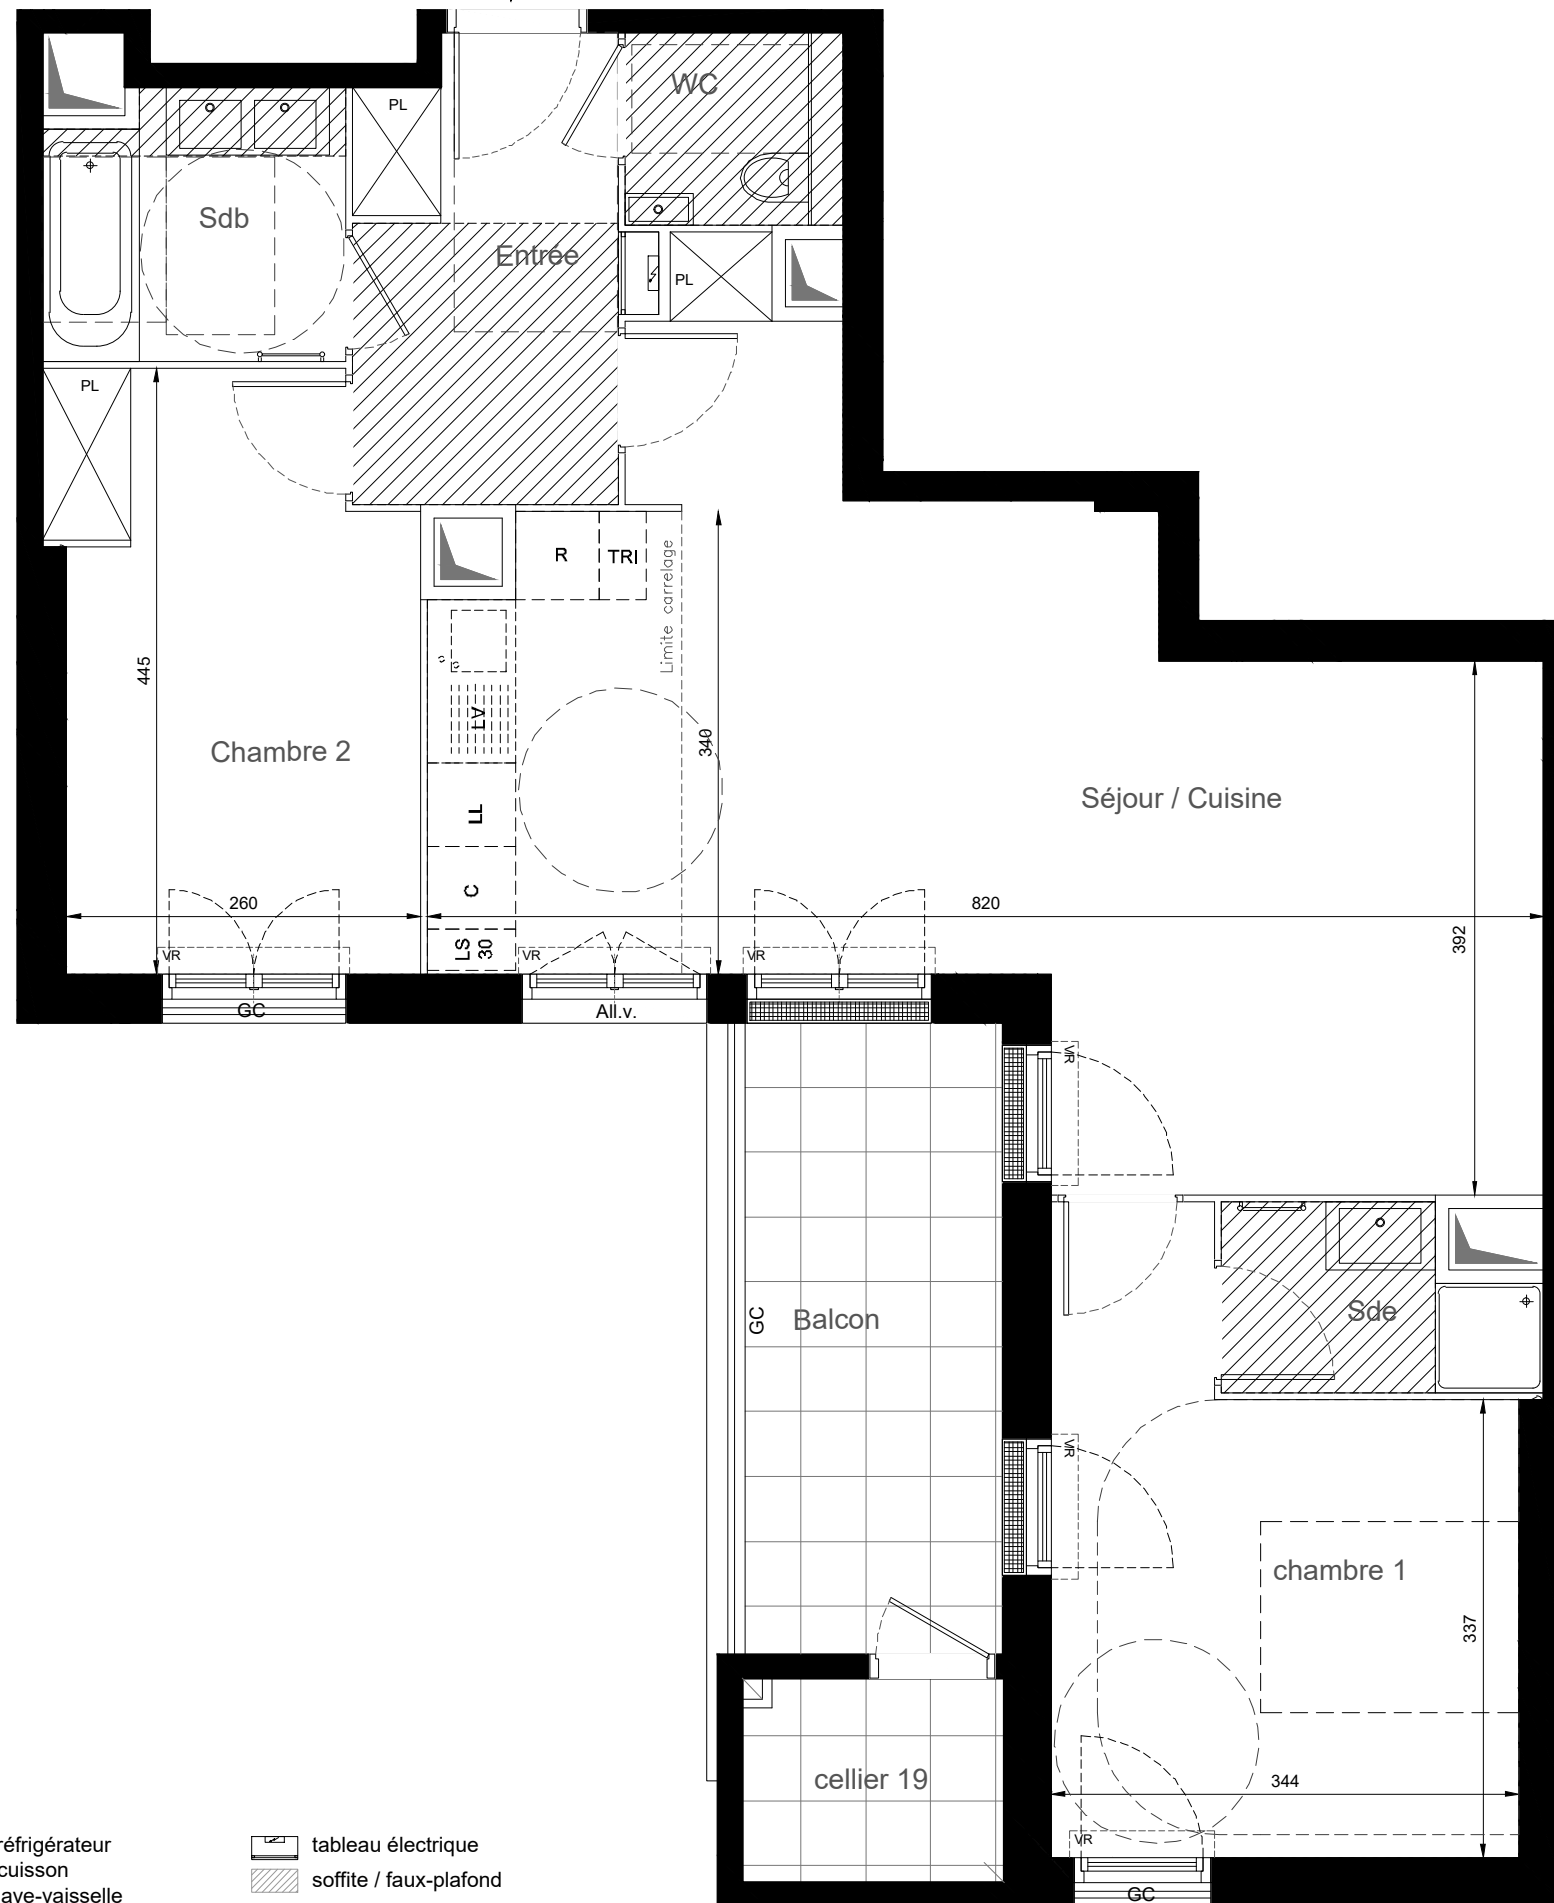 WC
PL
Sdb
Entrée
PL
PL
R
TRI
Limite carrelage
445
LV
340
Chambre 2
Séjour / Cuisine
LL
C
260
820
LS
30
392
VR
VR
VR
GC
All.v.
VR
Balcon
GC
Sde
VR
chambre 1
337
cellier 19
344
VR
GC
réfrigérateur
cuisson
lave-vaisselle
tableau électrique
soffite / faux-plafond